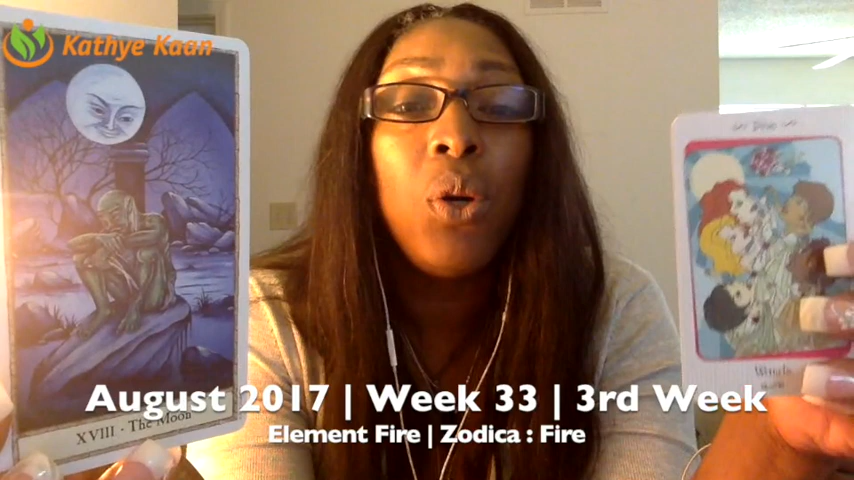 Kathye Kaan
XVIII · The Moon
August 2017 | Week 33 | 3rd Week
Element Fire | Zodica : Fire